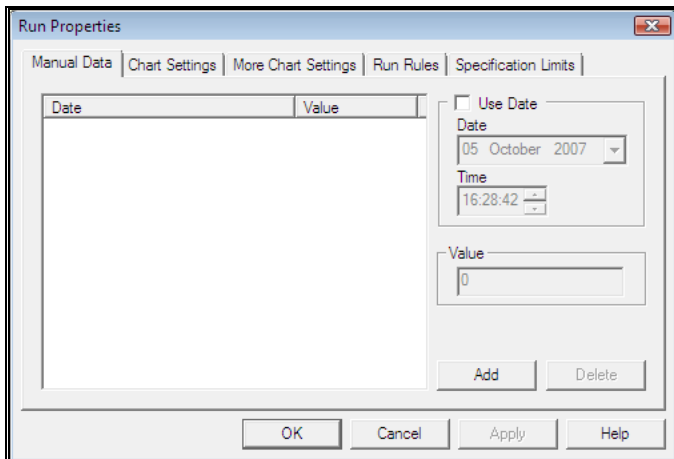 Run Properties
Manual Data Chart Settings More Chart Settings Run Rules Specification Limits
Date Value
Use Date
Date
05 October 2007
Time
16:28:42
Value
0
Add Delete
OK Cancel Apply Help